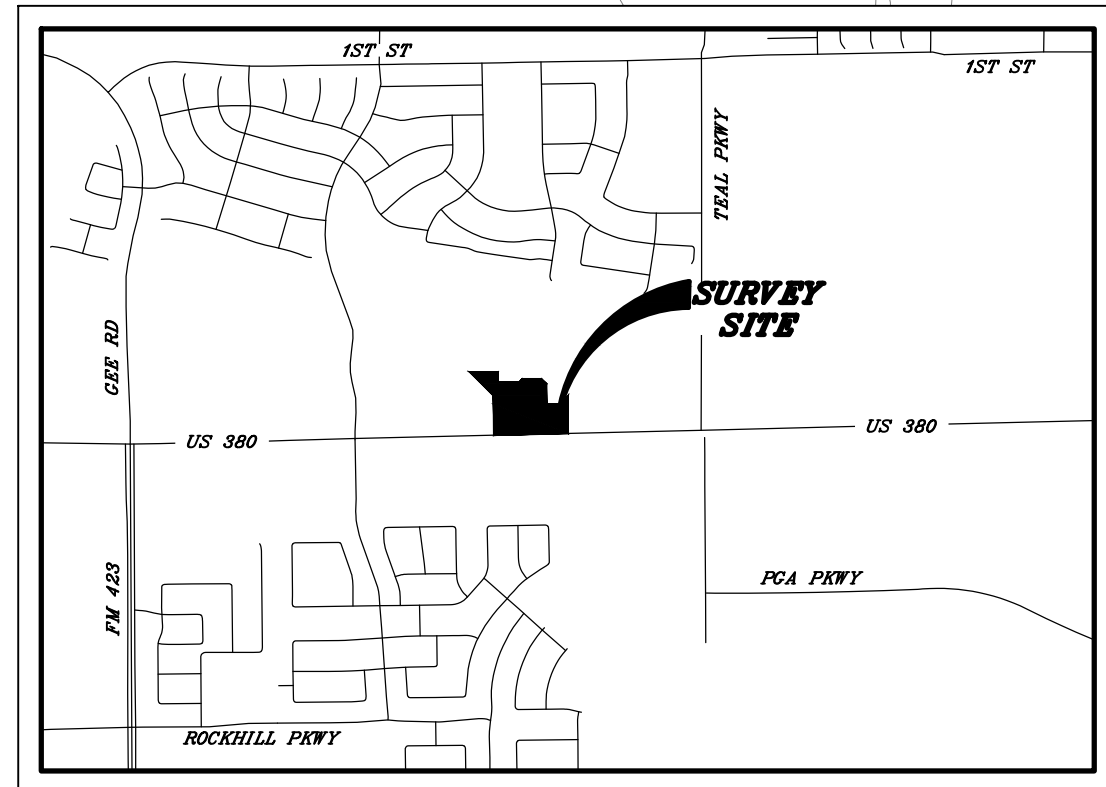 1ST ST
1ST ST
TEAL PKWY
SURVEY
SITE
GEE RD
US 380
US 380
FM 423
PGA PKWY
ROCKHILL PKWY